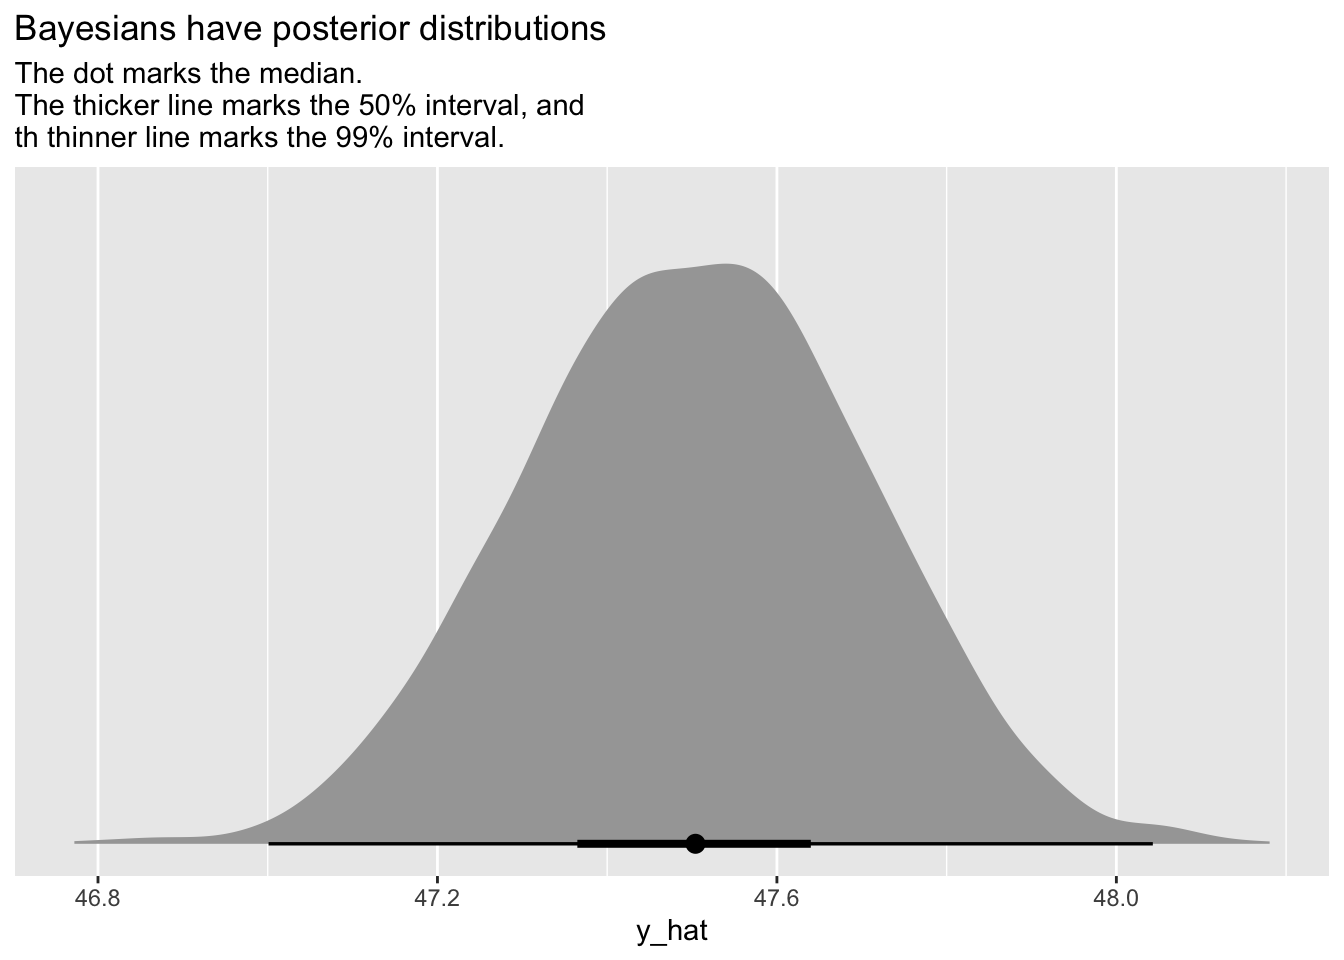 Bayesians have posterior distributions
The dot marks the median.
The thicker line marks the 50% interval, and
th thinner line marks the 99% interval.
46.8 47.2 47.6 48.0
y_hat